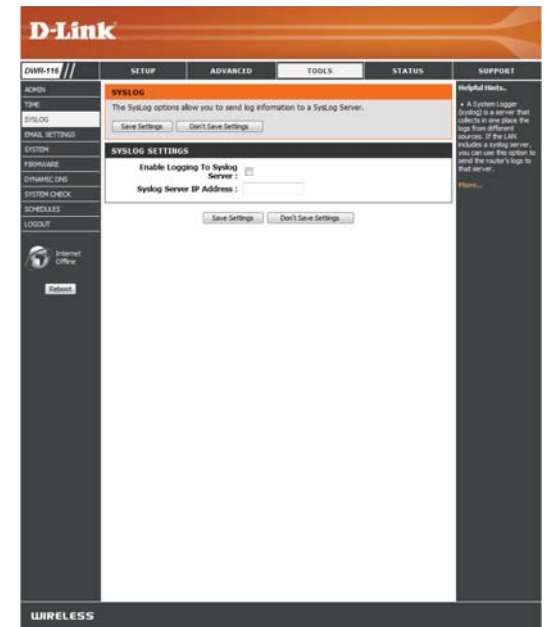 D-Link
DWR-116
SETUP
ADVANCED
TOOLS
STATUS
SUPPORT
ADMIN
TIME
SYSLOG
EMAIL SETTINGS
SYSTEM
FIRMWARE
DYNAMIC DNS
SYSTEM CHECK
SCHEDULES
LOGOUT
Internet
Offline
Reboot
SYSLOG
The SysLog options allow you to send log information to a SysLog Server.
Save Settings
Don't Save Settings
SYSLOG SETTINGS
Enable Logging To Syslog
Server :
Syslog Server IP Address :
Save Settings
Don't Save Settings
Helpful Hints..
• A System Logger
(syslog) is a server that
collects in one place the
logs from different
sources. If the LAN
includes a syslog server,
you can use this option to
send the router's logs to
that server.
More...
WIRELESS